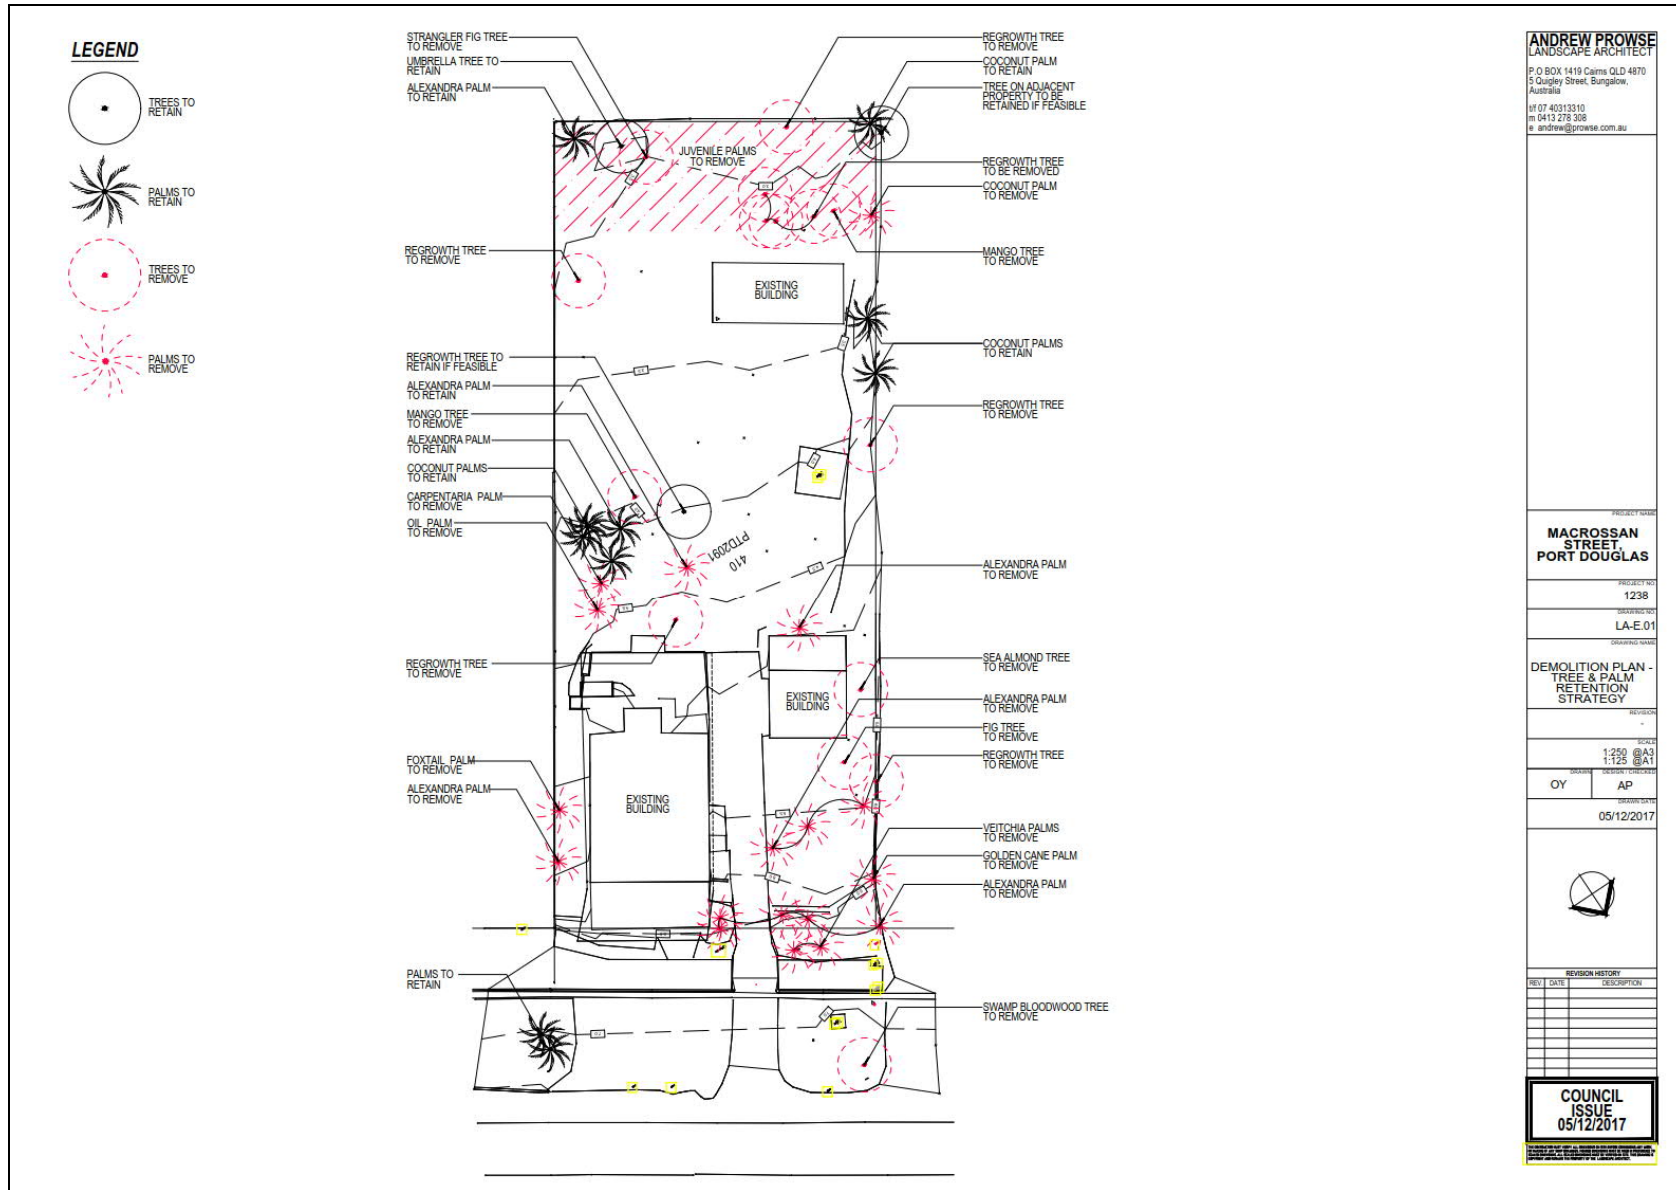 LEGEND
TREES TO
RETAIN
PALMS TO
RETAIN
TREES TO
REMOVE
PALMS TO
REMOVE
STRANGLER FIG TREE
TO REMOVE
UMBRELLA TREE TO
RETAIN
ALEXANDRA PALM
TO RETAIN
REGROWTH TREE
TO REMOVE
REGROWTH TREE TO
RETAIN IF FEASIBLE
ALEXANDRA PALM
TO RETAIN
MANGO TREE
TO REMOVE
ALEXANDRA PALM
TO RETAIN
COCONUT PALMS
TO RETAIN
CARPENTARIA PALM
TO REMOVE
OIL PALM
TO REMOVE
REGROWTH TREE
TO REMOVE
FOXTAIL PALM
TO REMOVE
ALEXANDRA PALM
TO REMOVE
PALMS TO
RETAIN
JUVENILE PALMS
TO REMOVE
EXISTING
BUILDING
410
PTD2091
EXISTING
BUILDING
EXISTING
BUILDING
REGROWTH TREE
TO REMOVE
COCONUT PALM
TO RETAIN
TREE ON ADJACENT
PROPERTY TO BE
RETAINED IF FEASIBLE
REGROWTH TREE
TO BE REMOVED
COCONUT PALM
TO REMOVE
MANGO TREE
TO REMOVE
COCONUT PALMS
TO RETAIN
REGROWTH TREE
TO REMOVE
ALEXANDRA PALM
TO REMOVE
SEA ALMOND TREE
TO REMOVE
ALEXANDRA PALM
TO REMOVE
FIG TREE
TO REMOVE
REGROWTH TREE
TO REMOVE
VEITCHIA PALMS
TO REMOVE
GOLDEN CANE PALM
TO REMOVE
ALEXANDRA PALM
TO REMOVE
SWAMP BLOODWOOD TREE
TO REMOVE
ANDREW PROWSE
LANDSCAPE ARCHITECT
P.O BOX 1419 Cairns QLD 4870
5 Quigley Street, Bungalow,
Australia
t/f 07 40313310
m 0413 278 308
e andrew@prowse.com.au
PROJECT NAME
MACROSSAN
STREET,
PORT DOUGLAS
PROJECT NO
1238
DRAWING NO
LA-E.01
DRAWING NAME
DEMOLITION PLAN -
TREE & PALM
RETENTION
STRATEGY
REVISION
-
SCALE
1:250 @A3
1:125 @A1
DRAWN DESIGN / CHECKED
OY AP
DRAWN DATE
05/12/2017
REVISION HISTORY
REV. DATE DESCRIPTION
COUNCIL
ISSUE
05/12/2017